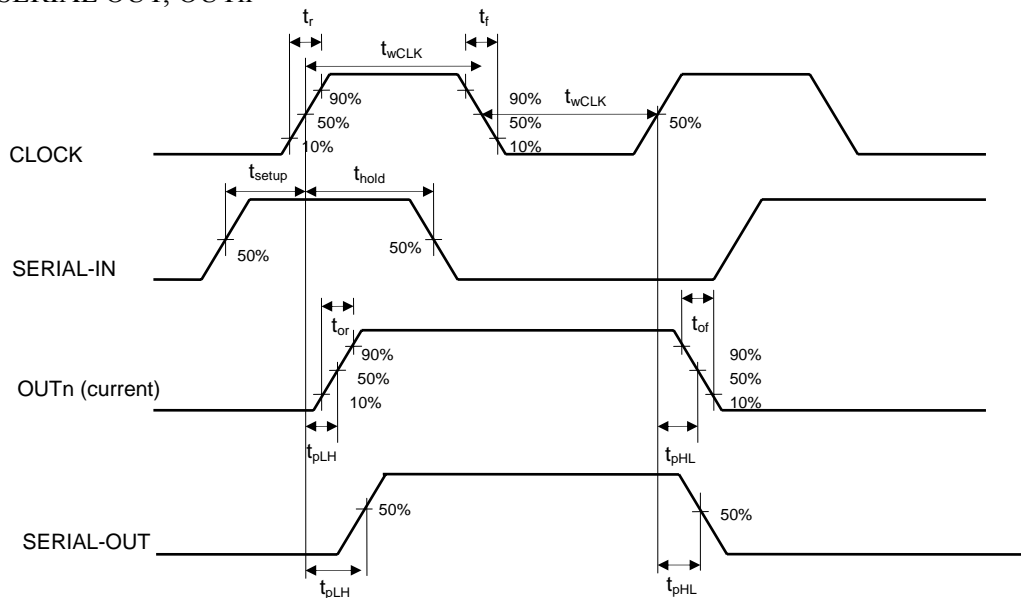 SERIAL OUT, OUTn
tr tf
twCLK
90% 90% twCLK
50% 50% 50%
10% 10%
CLOCK
tsetup thold
50% 50%
SERIAL-IN
tor tof
90% 90%
50% 50%
OUTn (current)
10% 10%
tpLH tpHL
50% 50%
SERIAL-OUT
tpLH tpHL